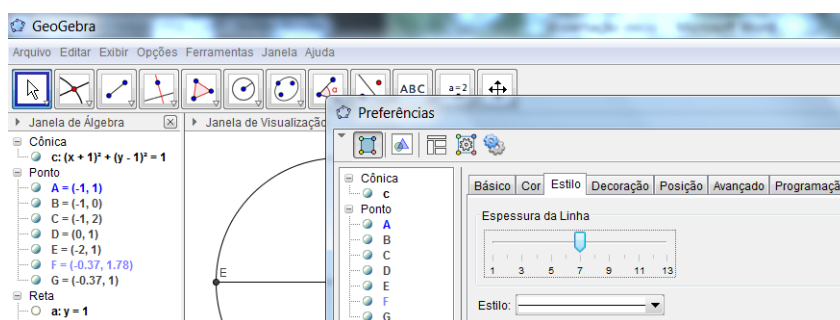 GeoGebra
Arquivo Editar Exibir Opções Ferramentas Janela Ajuda
ABC
a=2
Janela de Álgebra
Janela de Visualização
Cônica
c: (x + 1)² + (y - 1)² = 1
Ponto
A = (-1, 1)
B = (-1, 0)
C = (-1, 2)
D = (0, 1)
E = (-2, 1)
F = (-0.37, 1.78)
G = (-0.37, 1)
Reta
a: y = 1
E
Preferências
Cônica
c
Ponto
A
B
C
D
E
F
G
Básico Cor Estilo Decoração Posição Avançado Programaçã
Espessura da Linha
1 3 5 7 9 11 13
Estilo: